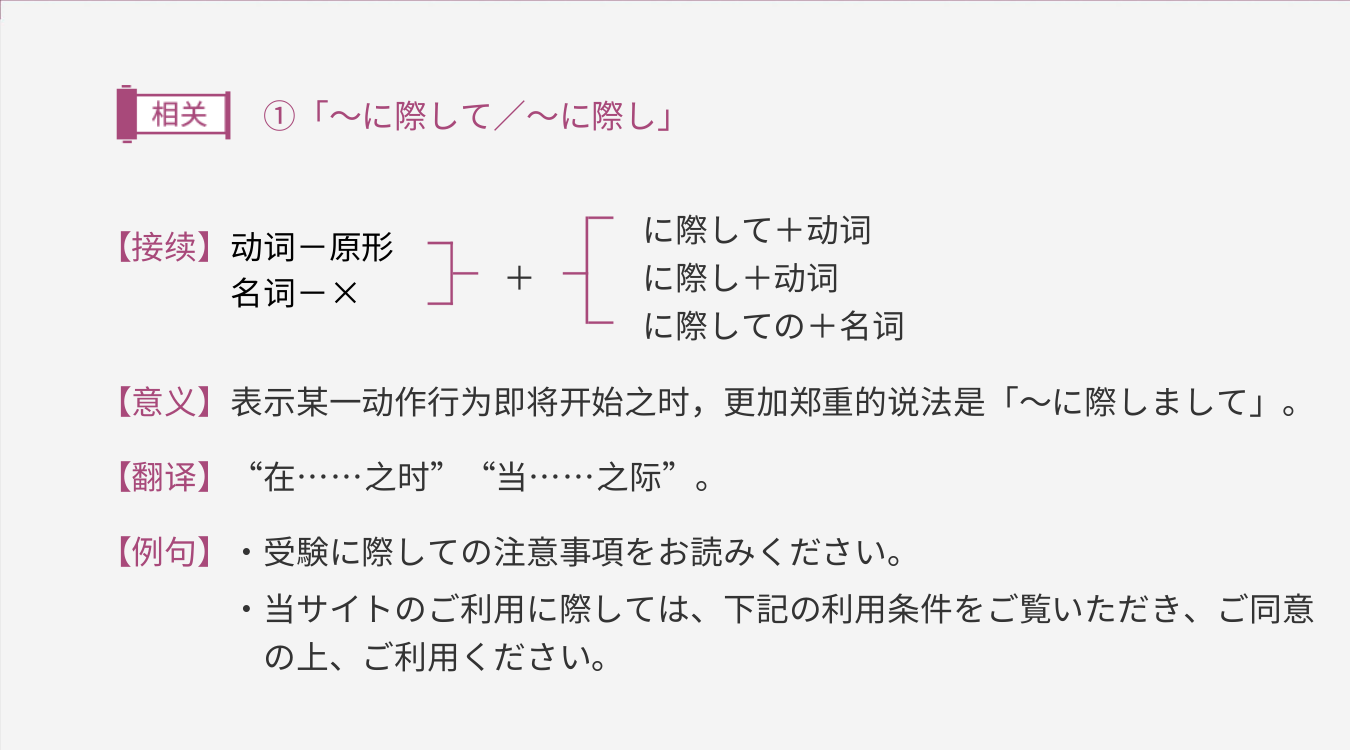 相关 ①「～に際して／～に際し」
【接续】动词－原形
名词－×
＋
に際して＋动词
に際し＋动词
に際しての＋名词
【意义】表示某一动作行为即将开始之时，更加郑重的说法是「～に際しまして」。
【翻译】“在……之时” “当……之际”。
【例句】・受験に際しての注意事項をお読みください。
・当サイトのご利用に際しては、下記の利用条件をご覧いただき、ご同意
の上、ご利用ください。